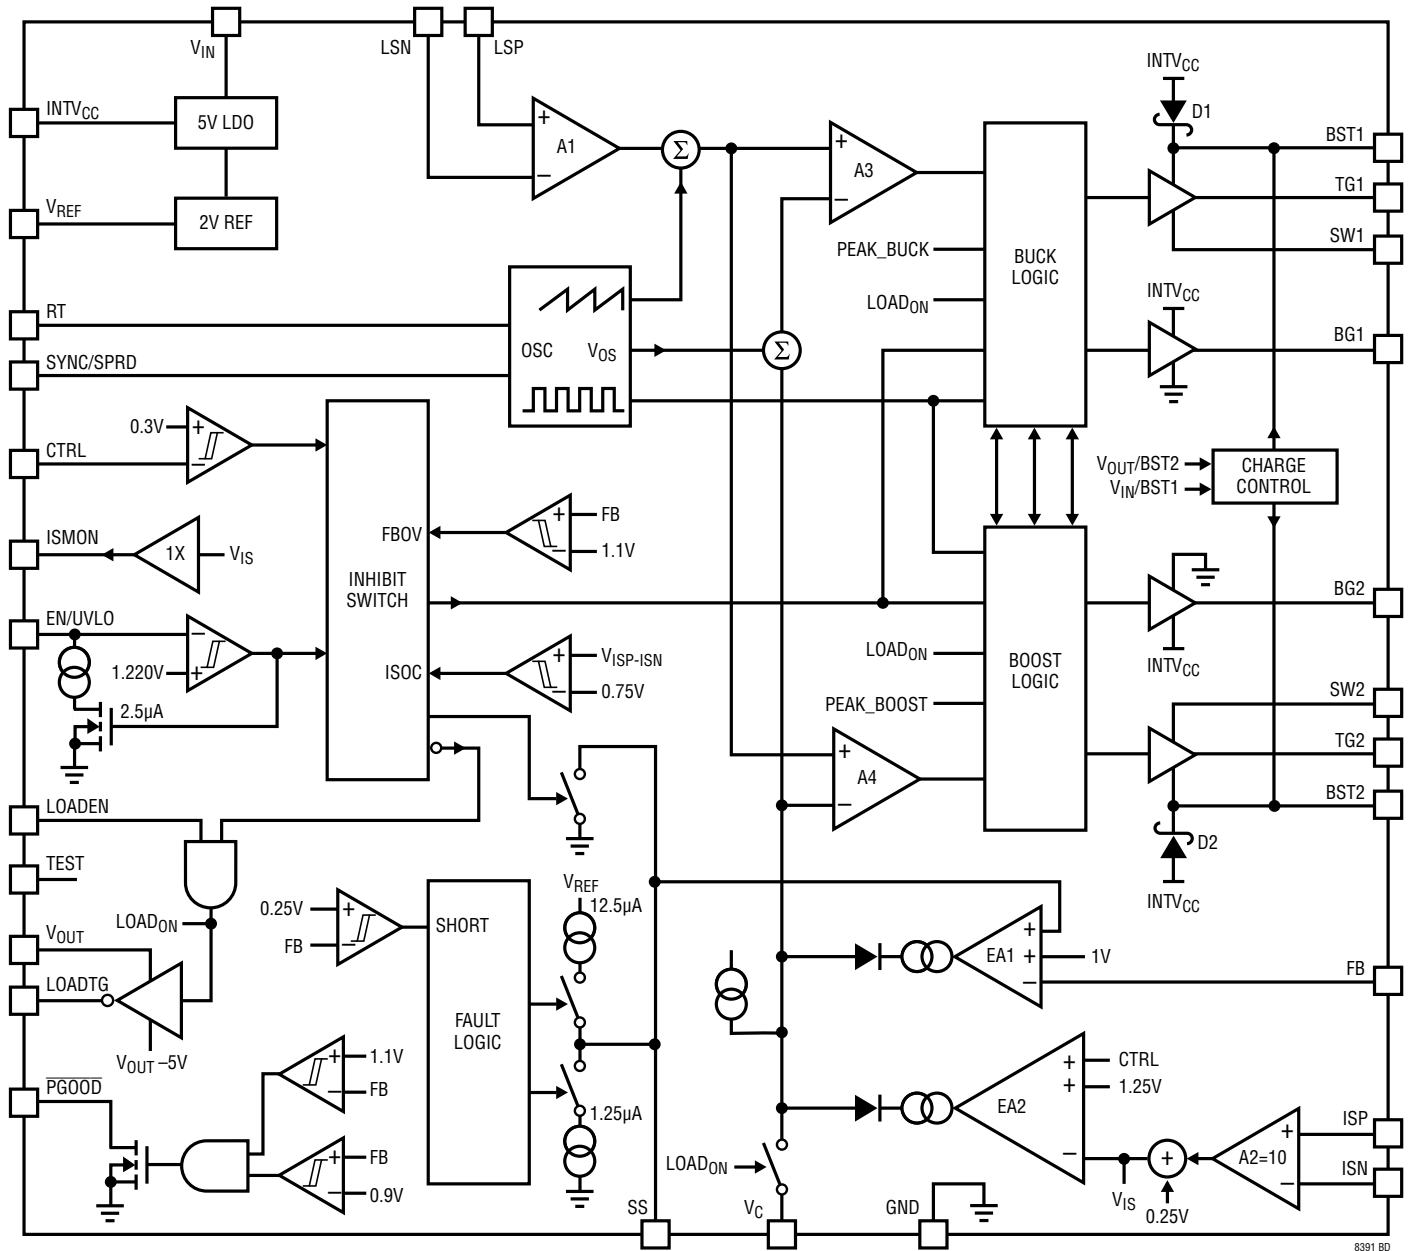 VIN
LSN
LSP
INTVCC
INTVCC
5V LDO
D1
+
A1
−
Σ
+
A3
−
BST1
VREF
2V REF
TG1
SW1
PEAK_BUCK
BUCK
LOGIC
LOADON
INTVCC
RT
OSC
VOS
Σ
BG1
SYNC/SPRD
0.3V
+
−
CTRL
VOUT/BST2
VIN/BST1
CHARGE
CONTROL
FBOV
+
FB
−
1.1V
ISMON
1X
VIS
INHIBIT
SWITCH
BG2
EN/UVLO
−
1.220V
+
ISOC
+
VISP-ISN
−
0.75V
LOADON
BOOST
LOGIC
INTVCC
SW2
PEAK_BOOST
2.5µA
TG2
+
A4
−
LOADEN
BST2
D2
TEST
VREF
12.5µA
INTVCC
0.25V
+
FB
−
SHORT
LOADON
VOUT
EA1
+
+
1V
−
FB
LOADTG
FAULT
LOGIC
VOUT –5V
+
1.1V
−
FB
PGOOD
1.25µA
EA2
+
CTRL
+
1.25V
−
ISP
+
A2=10
−
ISN
+
FB
−
0.9V
LOADON
+
VIS
0.25V
SS
VC
GND
8391 BD